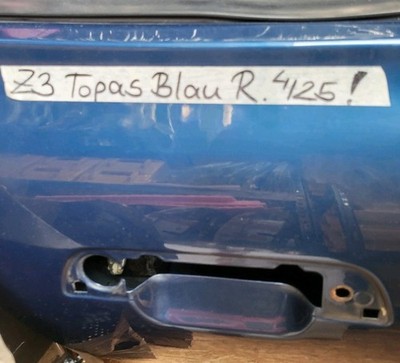 Z3 Topas Blau R. 4/25!